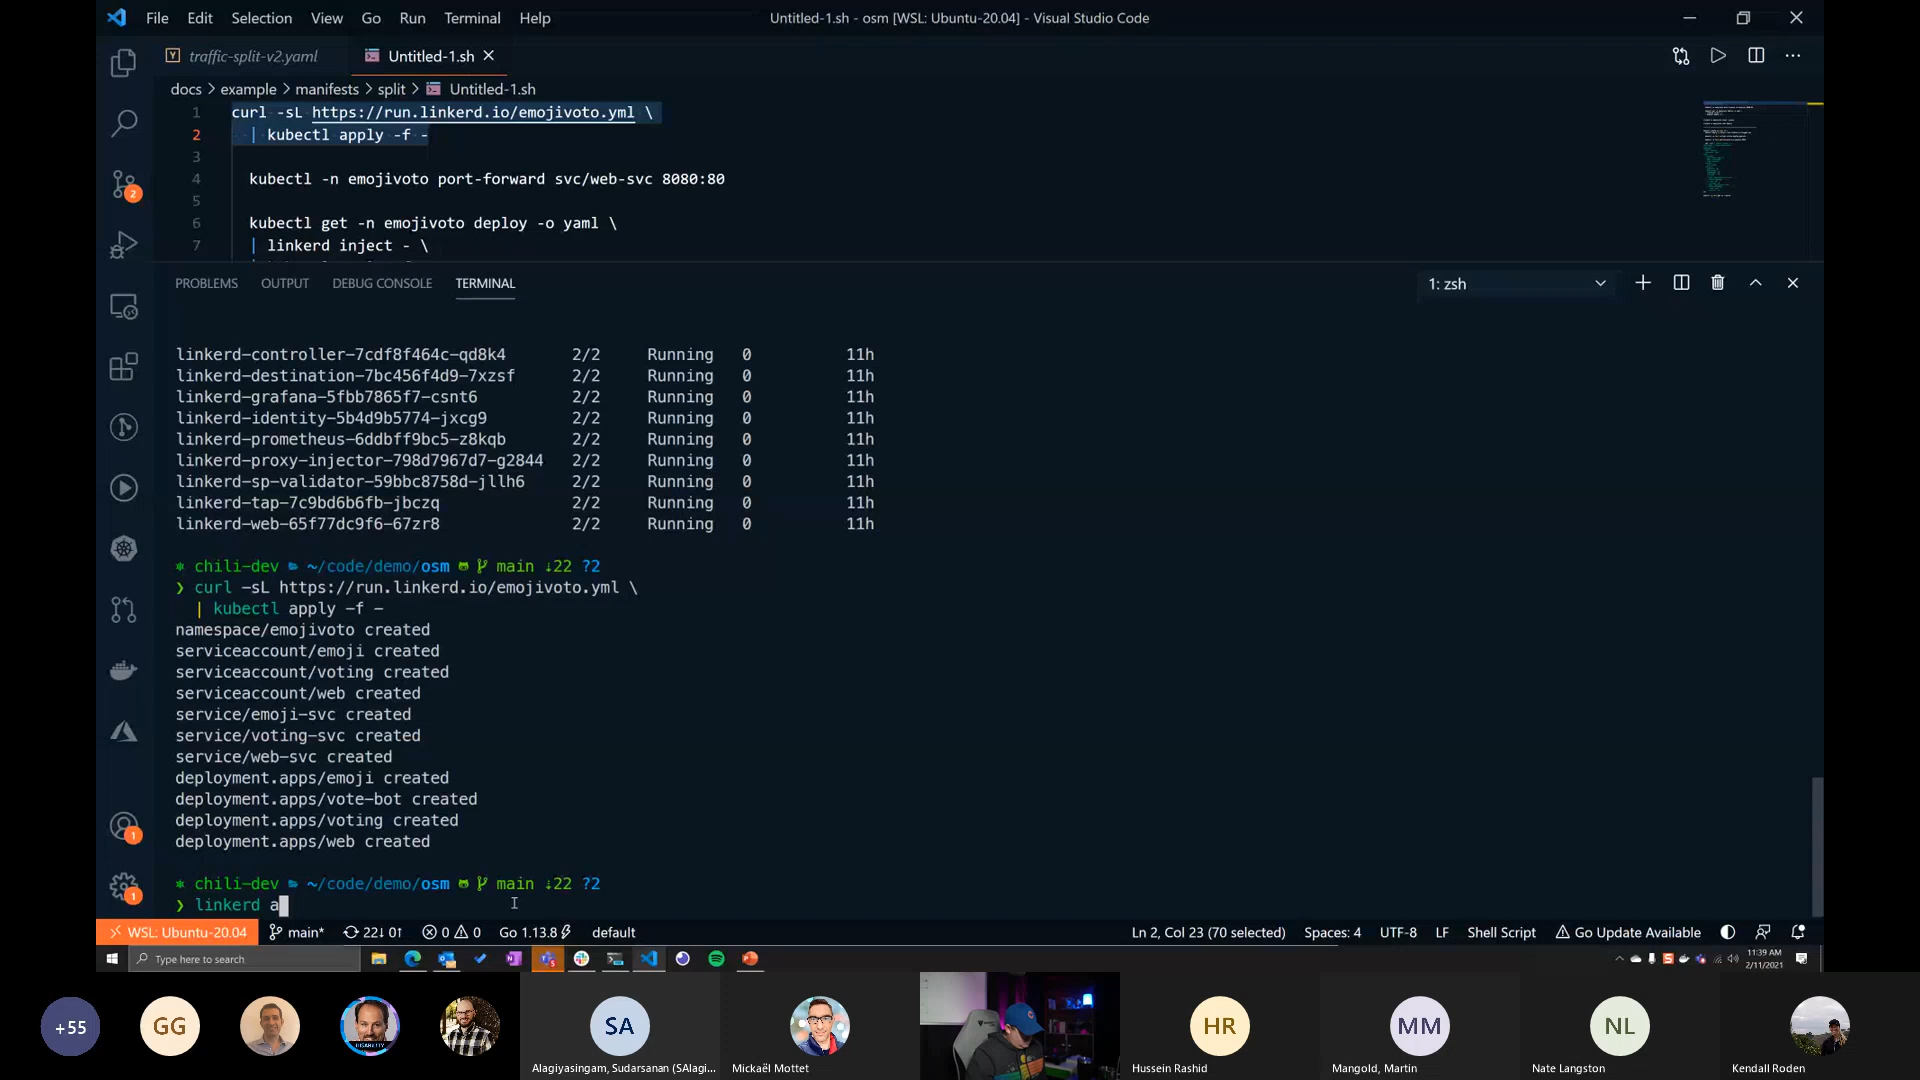 File Edit Selection View Go Run Terminal Help
Untitled-1.sh - osm [WSL: Ubuntu-20.04] - Visual Studio Code
traffic-split-v2.yaml
Untitled-1.sh
docs > example > manifests > split > Untitled-1.sh
1 curl -sL https://run.linkerd.io/emojivoto.yml \
2 | kubectl apply -f -
3
4 kubectl -n emojivoto port-forward svc/web-svc 8080:80
5
6 kubectl get -n emojivoto deploy -o yaml \
7 | linkerd inject - \
PROBLEMS OUTPUT DEBUG CONSOLE TERMINAL
1: zsh
linkerd-controller-7cdf8f464c-qd8k4 2/2 Running 0 11h
linkerd-destination-7bc456f4d9-7xzsf 2/2 Running 0 11h
linkerd-grafana-5fbb7865f7-csnt6 2/2 Running 0 11h
linkerd-identity-5b4d9b5774-jxcg9 2/2 Running 0 11h
linkerd-prometheus-6ddbff9bc5-z8kqb 2/2 Running 0 11h
linkerd-proxy-injector-798d7967d7-g2844 2/2 Running 0 11h
linkerd-sp-validator-59bbc8758d-jllh6 2/2 Running 0 11h
linkerd-tap-7c9bd6b6fb-jbczq 2/2 Running 0 11h
linkerd-web-65f77dc9f6-67zr8 2/2 Running 0 11h
chili-dev ~/code/demo/osm main ↓22 ?2
❯ curl -sL https://run.linkerd.io/emojivoto.yml \
| kubectl apply -f -
namespace/emojivoto created
serviceaccount/emoji created
serviceaccount/voting created
serviceaccount/web created
service/emoji-svc created
service/voting-svc created
service/web-svc created
deployment.apps/emoji created
deployment.apps/vote-bot created
deployment.apps/voting created
deployment.apps/web created
chili-dev ~/code/demo/osm main ↓22 ?2
❯ linkerd a
2
1
1
WSL: Ubuntu-20.04 main* 22↓ 0↑ 0 0 Go 1.13.8 default
Ln 2, Col 23 (70 selected) Spaces: 4 UTF-8 LF Shell Script Go Update Available
Type here to search
11:39 AM
2/11/2021
+55
GG
SA
HR
MM
NL
Alagiyasingam, Sudarsanan (SAlagi...
Mickaël Mottet
Hussein Rashid
Mangold, Martin
Nate Langston
Kendall Roden